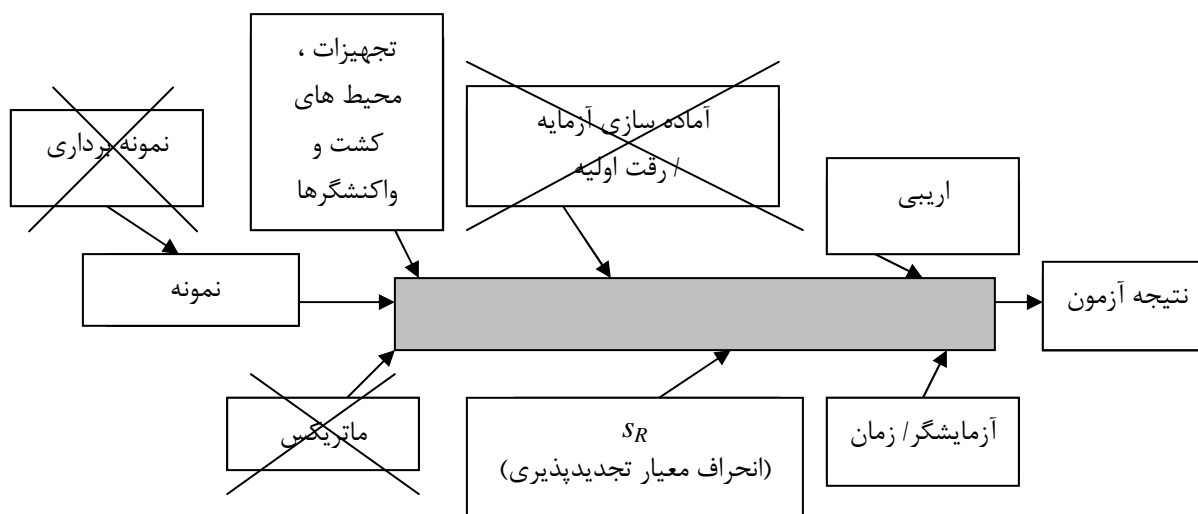 تجهیزات ،
محیط های
کشت و
واکنشگرها
آماده سازی آزمایه
/ رقت اولیه
نمونه برداری
اریبی
نمونه
نتیجه آزمون
ماتریکس
sR
(انحراف معیار تجدیدپذیری)
آزمایشگر/ زمان